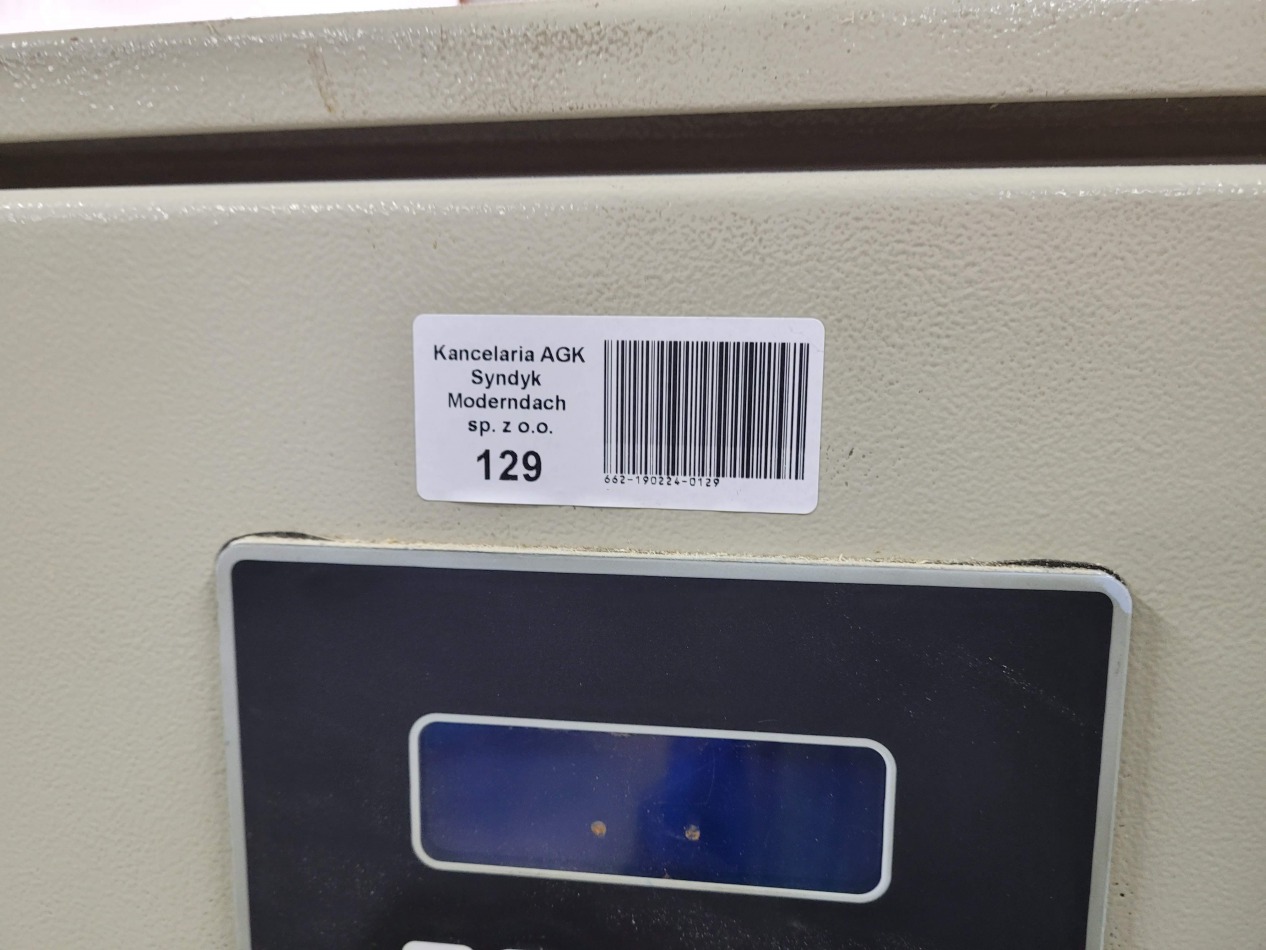 Kancelaria AGK
Syndyk
Moderndach
sp. z o.o.
129
662-190224-0129